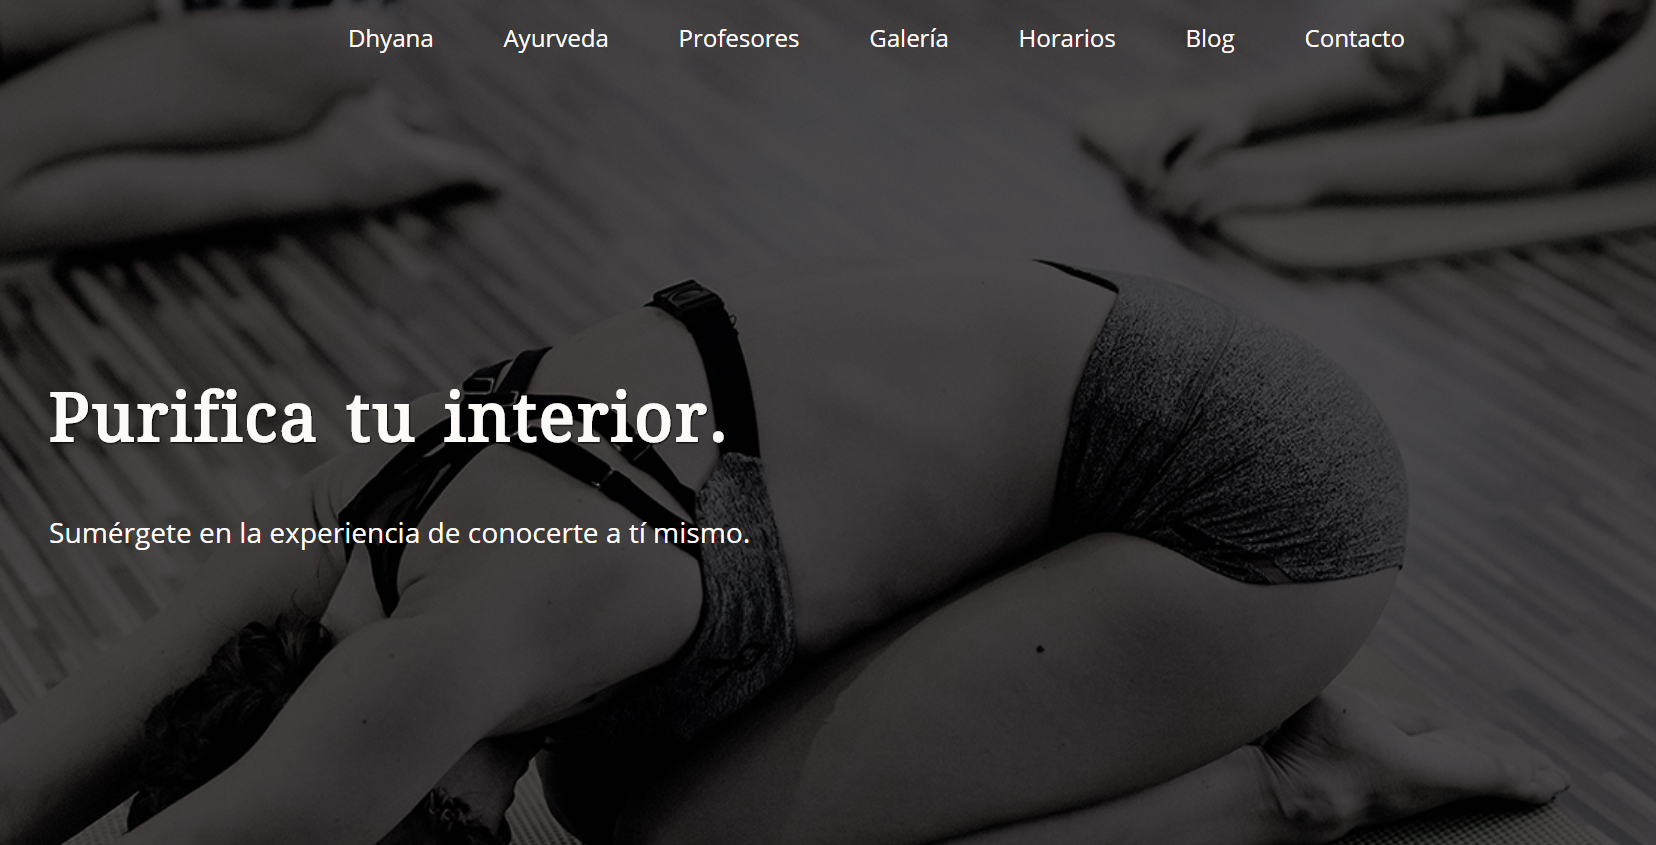 Dhyana Ayurveda Profesores Galería Horarios Blog Contacto
Purifica tu interior.
Sumérgete en la experiencia de conocerte a tí mismo.